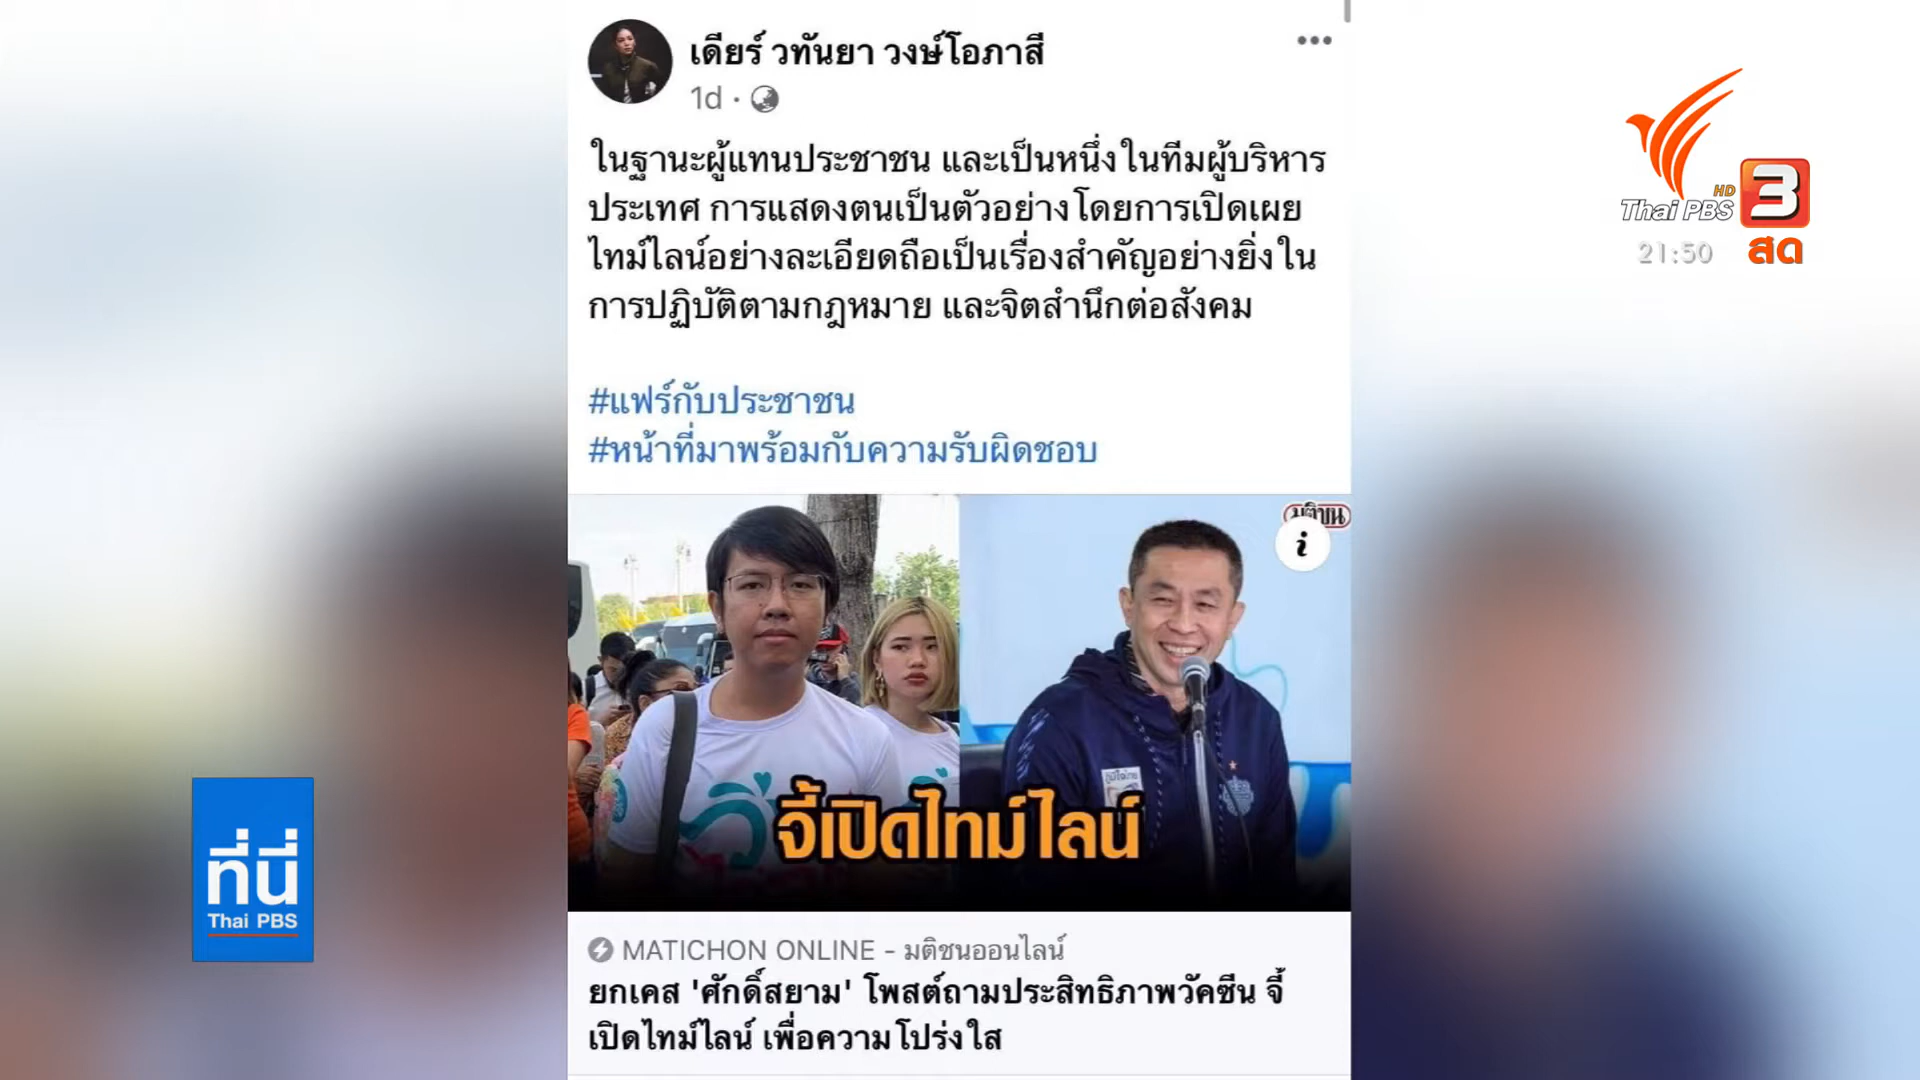 เดียร์ วทันยา วงษ์โอภาสี
1d ·
ในฐานะผู้แทนประชาชน และเป็นหนึ่งในทีมผู้บริหาร
ประเทศ การแสดงตนเป็นตัวอย่างโดยการเปิดเผย
ไทม์ไลน์อย่างละเอียดถือเป็นเรื่องสำคัญอย่างยิ่งใน
การปฏิบัติตามกฎหมาย และจิตสำนึกต่อสังคม
#แฟร์กับประชาชน
#หน้าที่มาพร้อมกับความรับผิดชอบ
มติชน
i
ภูมิใจไทย
จี้เปิดไทม์ไลน์
MATICHON ONLINE - มติชนออนไลน์
ยกเคส 'ศักดิ์สยาม' โพสต์ถามประสิทธิภาพวัคซีน จี้
เปิดไทม์ไลน์ เพื่อความโปร่งใส
HD
Thai PBS 3
21:50 สด
ที่นี่
Thai PBS